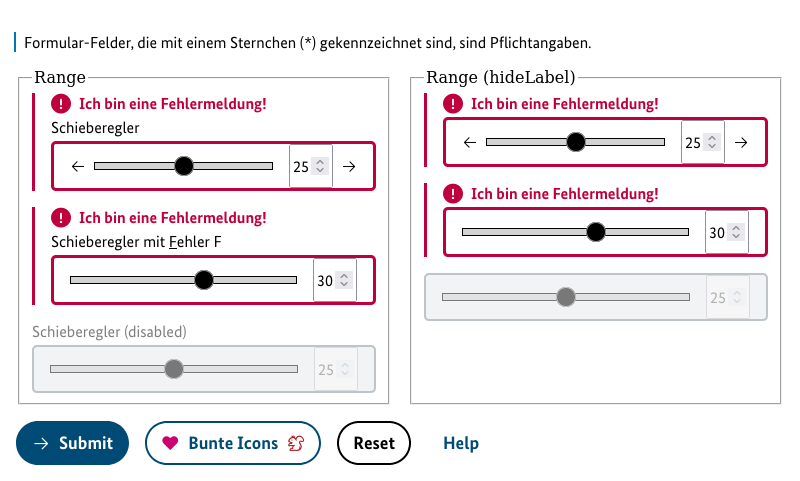 Formular-Felder, die mit einem Sternchen (*) gekennzeichnet sind, sind Pflichtangaben.
Range
Ich bin eine Fehlermeldung!
Schieberegler
25
Ich bin eine Fehlermeldung!
Schieberegler mit Fehler F
30
Schieberegler (disabled)
25
Range (hideLabel)
Ich bin eine Fehlermeldung!
25
Ich bin eine Fehlermeldung!
30
25
Submit
Bunte Icons
Reset
Help